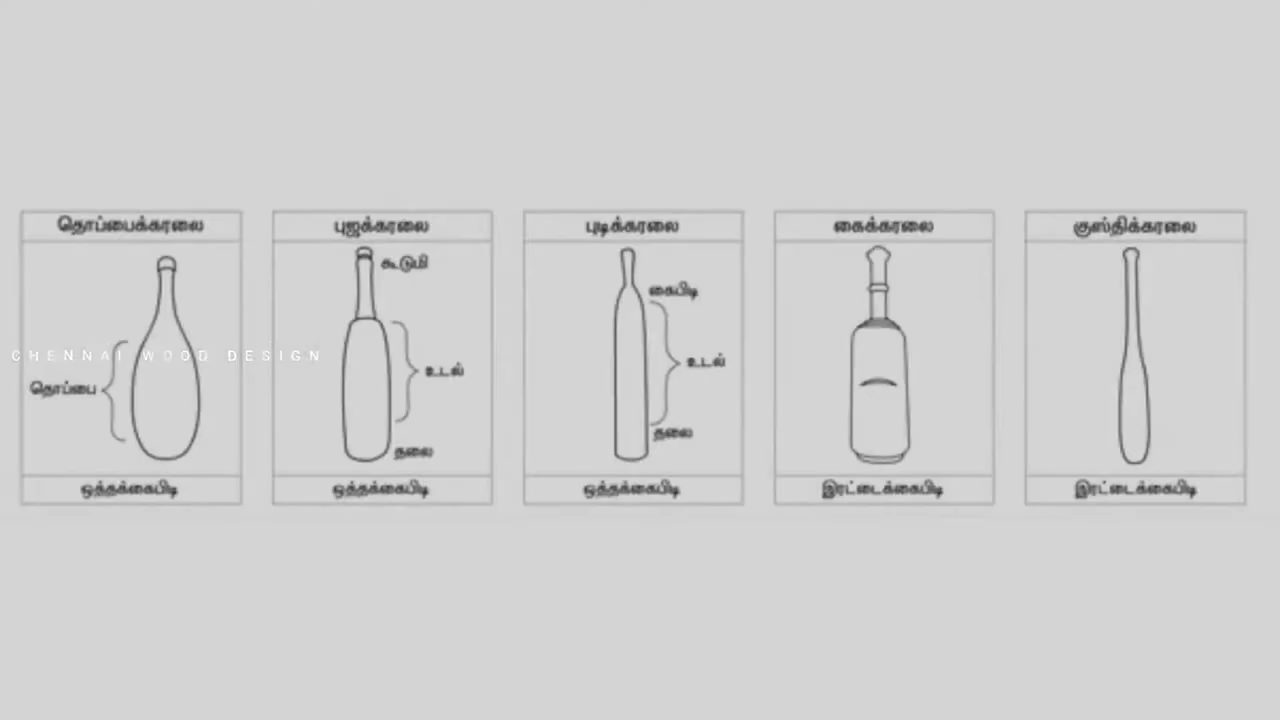 தொப்பைக்கரலை
தொப்பை
ஒத்தக்கைபிடி
புஜக்கரலை
கூடுமி
உடல்
தலை
ஒத்தக்கைபிடி
புடிக்கரலை
கைபிடி
உடல்
தலை
ஒத்தக்கைபிடி
கைக்கரலை
இரட்டைக்கைபிடி
குஸ்திக்கரலை
இரட்டைக்கைபிடி
CHENNAI WOOD DESIGN